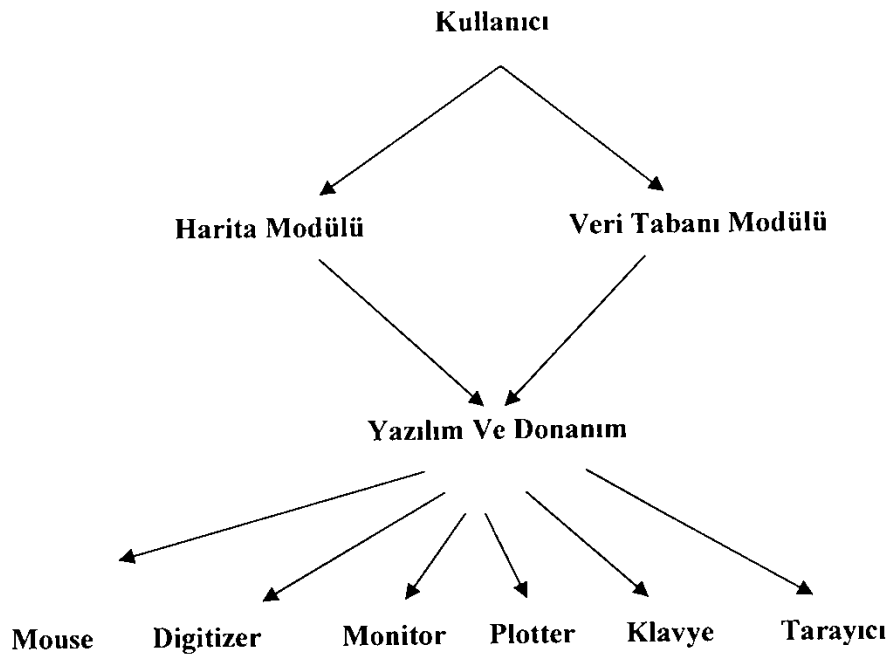 Kullanıcı
Harita Modülü
Veri Tabanı Modülü
Yazılım Ve Donanım
Mouse Digitizer Monitor Plotter Klavye Tarayıcı